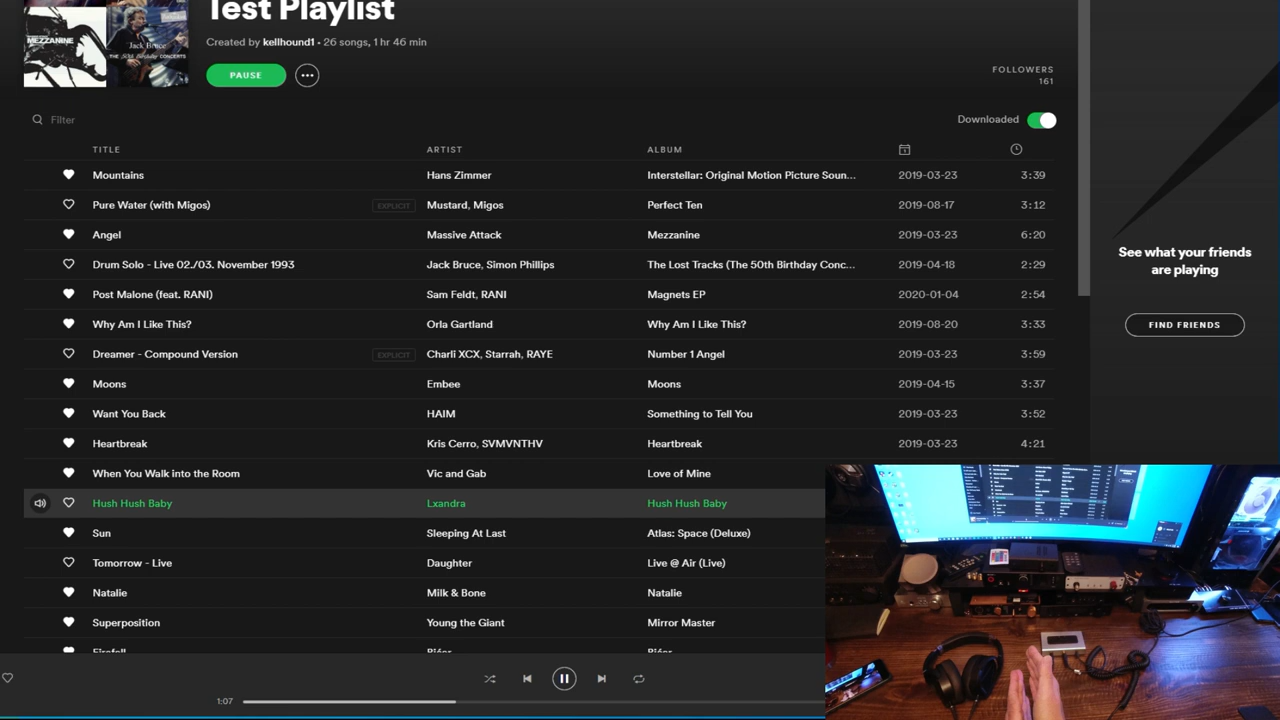 Test Playlist
MEZZANINE
Jack Bruce
THE 50th Birthday CONCERTS
Created by kellhound1 • 26 songs, 1 hr 46 min
PAUSE
FOLLOWERS
161
Filter
Downloaded
TITLE ARTIST ALBUM
Mountains Hans Zimmer Interstellar: Original Motion Picture Soun... 2019-03-23 3:39
Pure Water (with Migos) EXPLICIT Mustard, Migos Perfect Ten 2019-08-17 3:12
Angel Massive Attack Mezzanine 2019-03-23 6:20
Drum Solo - Live 02./03. November 1993 Jack Bruce, Simon Phillips The Lost Tracks (The 50th Birthday Conc... 2019-04-18 2:29
Post Malone (feat. RANI) Sam Feldt, RANI Magnets EP 2020-01-04 2:54
Why Am I Like This? Orla Gartland Why Am I Like This? 2019-08-20 3:33
Dreamer - Compound Version EXPLICIT Charli XCX, Starrah, RAYE Number 1 Angel 2019-03-23 3:59
Moons Embee Moons 2019-04-15 3:37
Want You Back HAIM Something to Tell You 2019-03-23 3:52
Heartbreak Kris Cerro, SVMVNTHV Heartbreak 2019-03-23 4:21
When You Walk into the Room Vic and Gab Love of Mine
Hush Hush Baby Lxandra Hush Hush Baby
Sun Sleeping At Last Atlas: Space (Deluxe)
Tomorrow - Live Daughter Live @ Air (Live)
Natalie Milk & Bone Natalie
Superposition Young the Giant Mirror Master
1:07
See what your friends
are playing
FIND FRIENDS